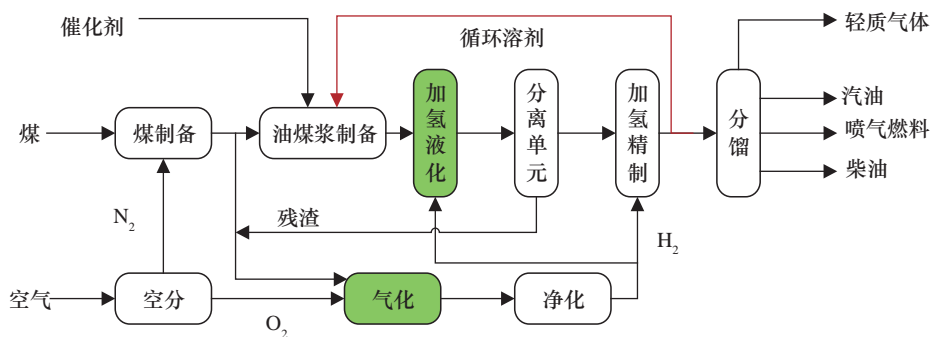 催化剂
循环溶剂
轻质气体
煤
煤制备
油煤浆制备
加氢液化
分离单元
加氢精制
分馏
汽油
喷气燃料
柴油
N₂
残渣
H₂
空气
空分
O₂
气化
净化